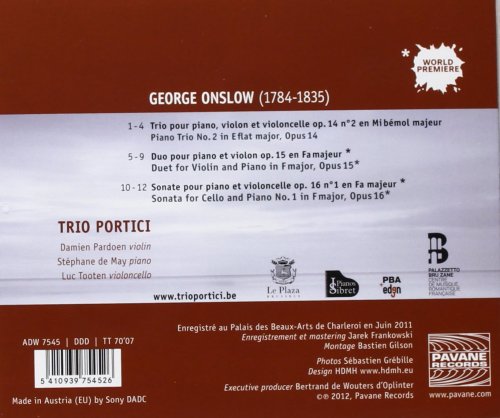 * WORLD PREMIERE
GEORGE ONSLOW (1784-1835)
1-4 Trio pour piano, violon et violoncelle op. 14 n°2 en Mi bémol majeur
Piano Trio No. 2 in E flat major, Opus 14
5-9 Duo pour piano et violon op. 15 en Fa majeur *
Duet for Violin and Piano in F major, Opus 15*
10-12 Sonate pour piano et violoncelle op. 16 n°1 en Fa majeur *
Sonata for Cello and Piano No. 1 in F major, Opus 16*
TRIO PORTICI
Damien Pardoen violin
Stéphane de May piano
Luc Tooten violoncello
www.trioportici.be
Le Plaza
BRUXELLES
Pianos
Sibret
PBA
+eden
PALAZZETTO
BRU ZANE
CENTRE
DE MUSIQUE
ROMANTIQUE
FRANÇAISE
ADW 7545 | DDD | TT 70'07
5 410939 754526
Made in Austria (EU) by Sony DADC
Enregistré au Palais des Beaux-Arts de Charleroi en Juin 2011
Enregistrement et mastering Jarek Frankowski
Montage Bastien Gilson
Photos Sébastien Grébille
Design HDMH www.hdmh.eu
Executive producer Bertrand de Wouters d'Oplinter
℗ © 2012, Pavane Records
PAVANE
RECORDS